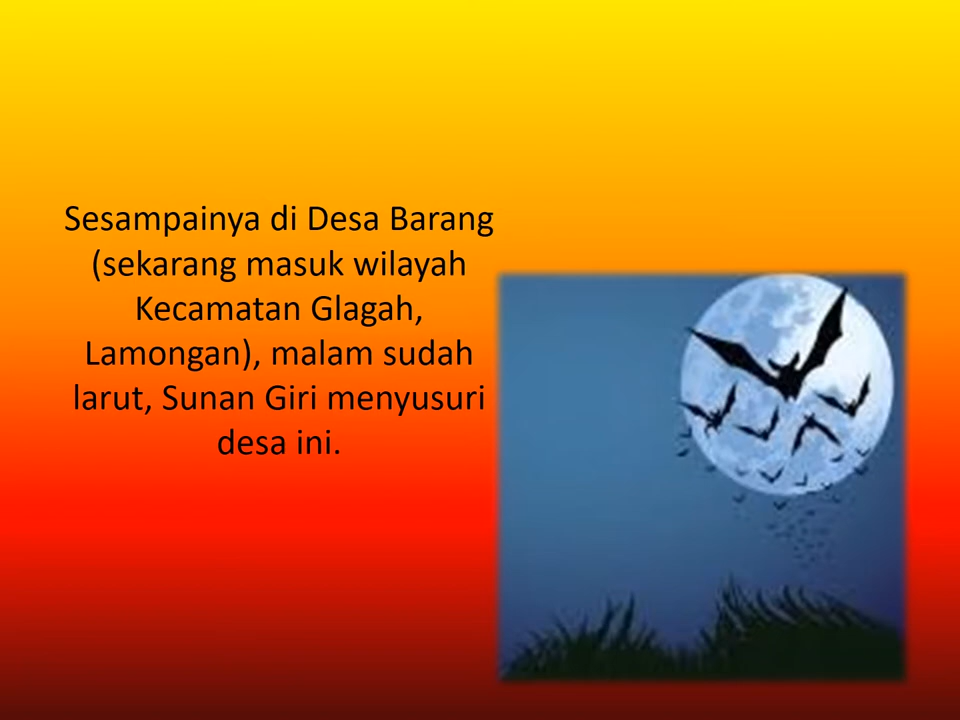 Sesampainya di Desa Barang
(sekarang masuk wilayah
Kecamatan Glagah,
Lamongan), malam sudah
larut, Sunan Giri menyusuri
desa ini.